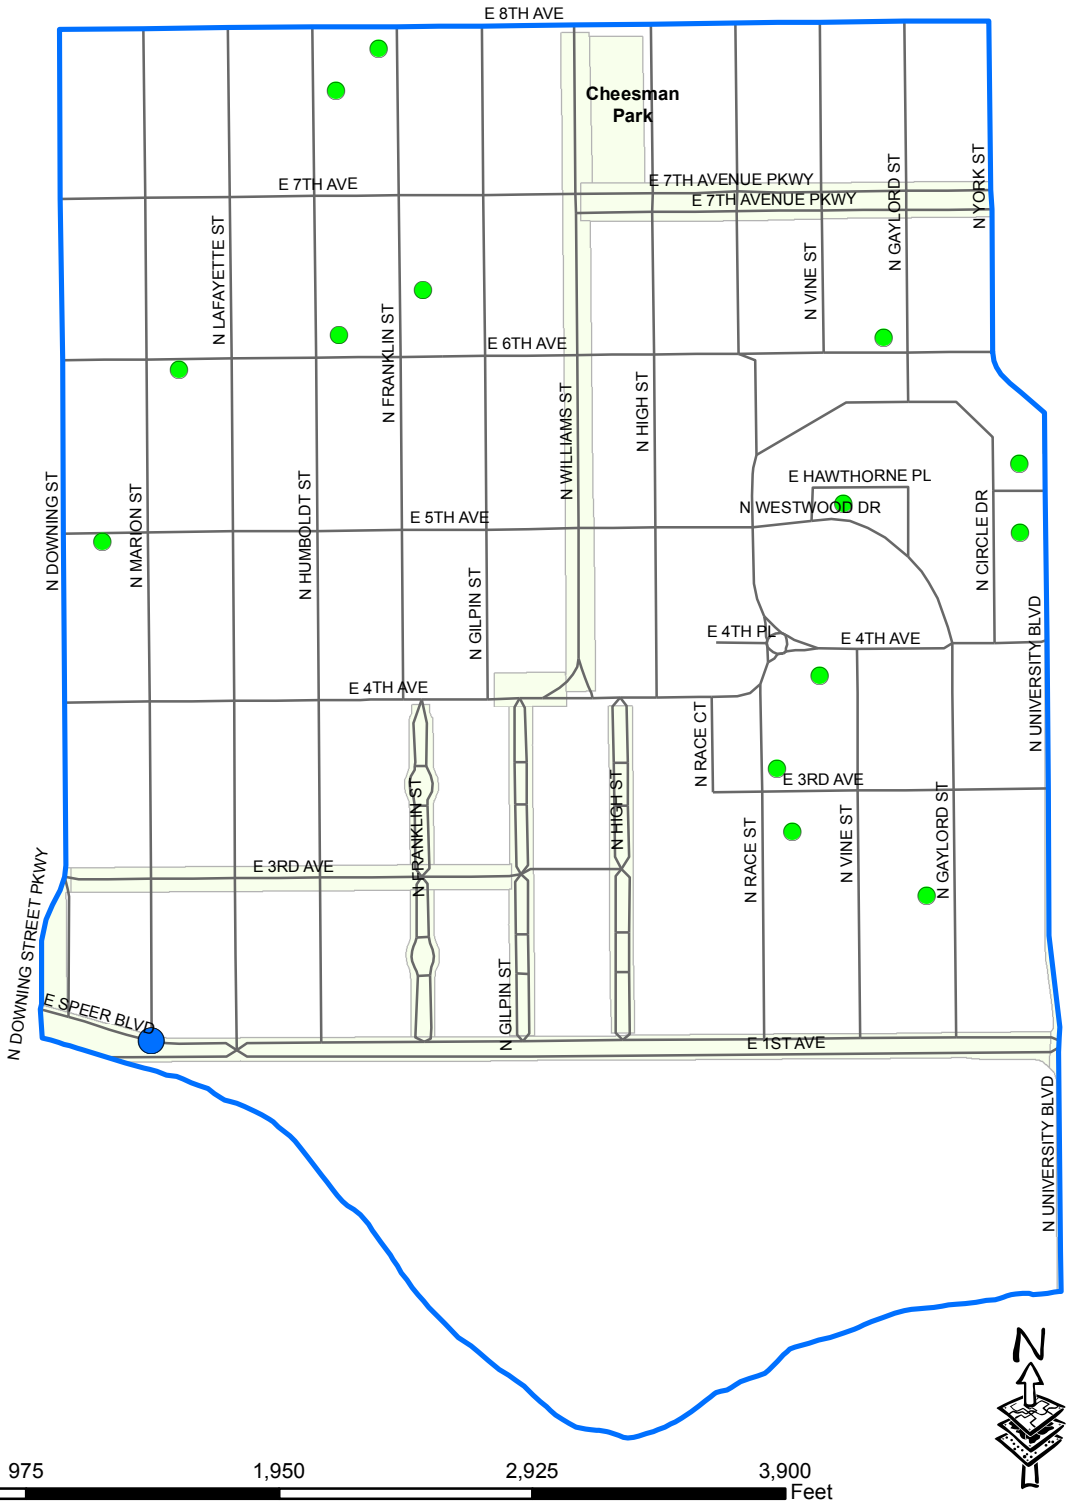 E 8TH AVE
Cheesman
Park
N YORK ST
N GAYLORD ST
E 7TH AVE
E 7TH AVENUE PKWY
E 7TH AVENUE PKWY
N LAFAYETTE ST
N VINE ST
N FRANKLIN ST
E 6TH AVE
N WILLIAMS ST
N HIGH ST
N DOWNING ST
N MARION ST
N HUMBOLDT ST
E HAWTHORNE PL
N WESTWOOD DR
E 5TH AVE
N CIRCLE DR
N GILPIN ST
N UNIVERSITY BLVD
E 4TH PL
E 4TH AVE
E 4TH AVE
N RACE CT
E 3RD AVE
N FRANKLIN ST
N HIGH ST
N RACE ST
N VINE ST
N GAYLORD ST
E 3RD AVE
N DOWNING STREET PKWY
N GILPIN ST
E SPEER BLVD
E 1ST AVE
N UNIVERSITY BLVD
N
975
1,950
2,925
3,900
Feet